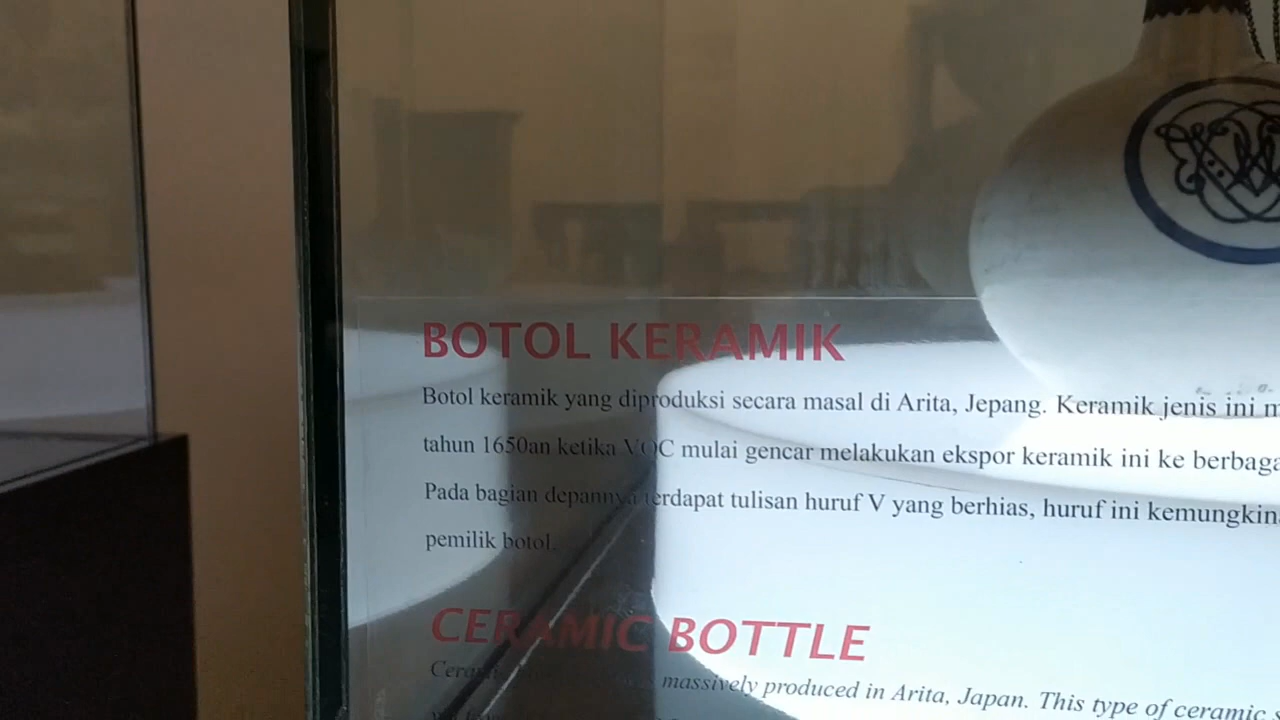 BOTOL KERAMIK
Botol keramik yang diproduksi secara masal di Arita, Jepang. Keramik jenis ini
tahun 1650an ketika VOC mulai gencar melakukan ekspor keramik ini ke
Pada bagian depannya terdapat tulisan huruf V yang berhias, huruf ini
pemilik botol.
CERAMIC BOTTLE
massively produced in Arita, Japan. This type of ceramic